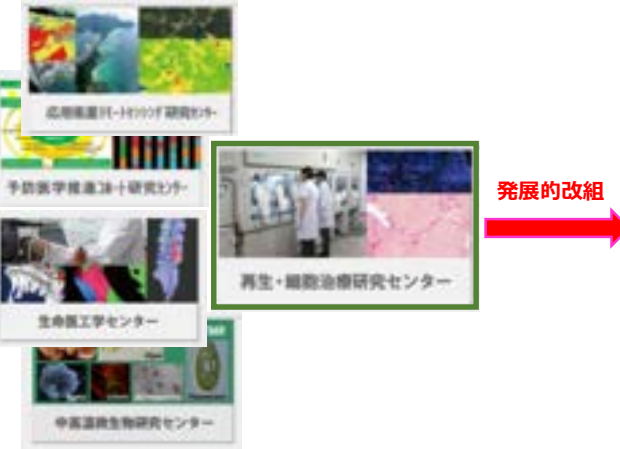 応用衛星リモートセンシング研究センター
予防医学推進コホート研究センター
再生・細胞治療研究センター
発展的改組
生命医工学センター
中高温微生物研究センター